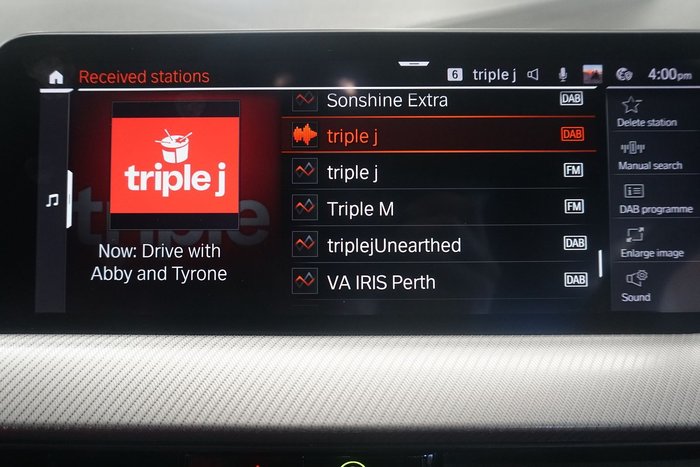 Received stations
6 triple j 4:00pm
triple j
Now: Drive with
Abby and Tyrone
Sonshine Extra DAB
triple j DAB
triple j FM
Triple M FM
triplejUnearthed DAB
VA IRIS Perth DAB
Delete station
Manual search
DAB programme
Enlarge image
Sound